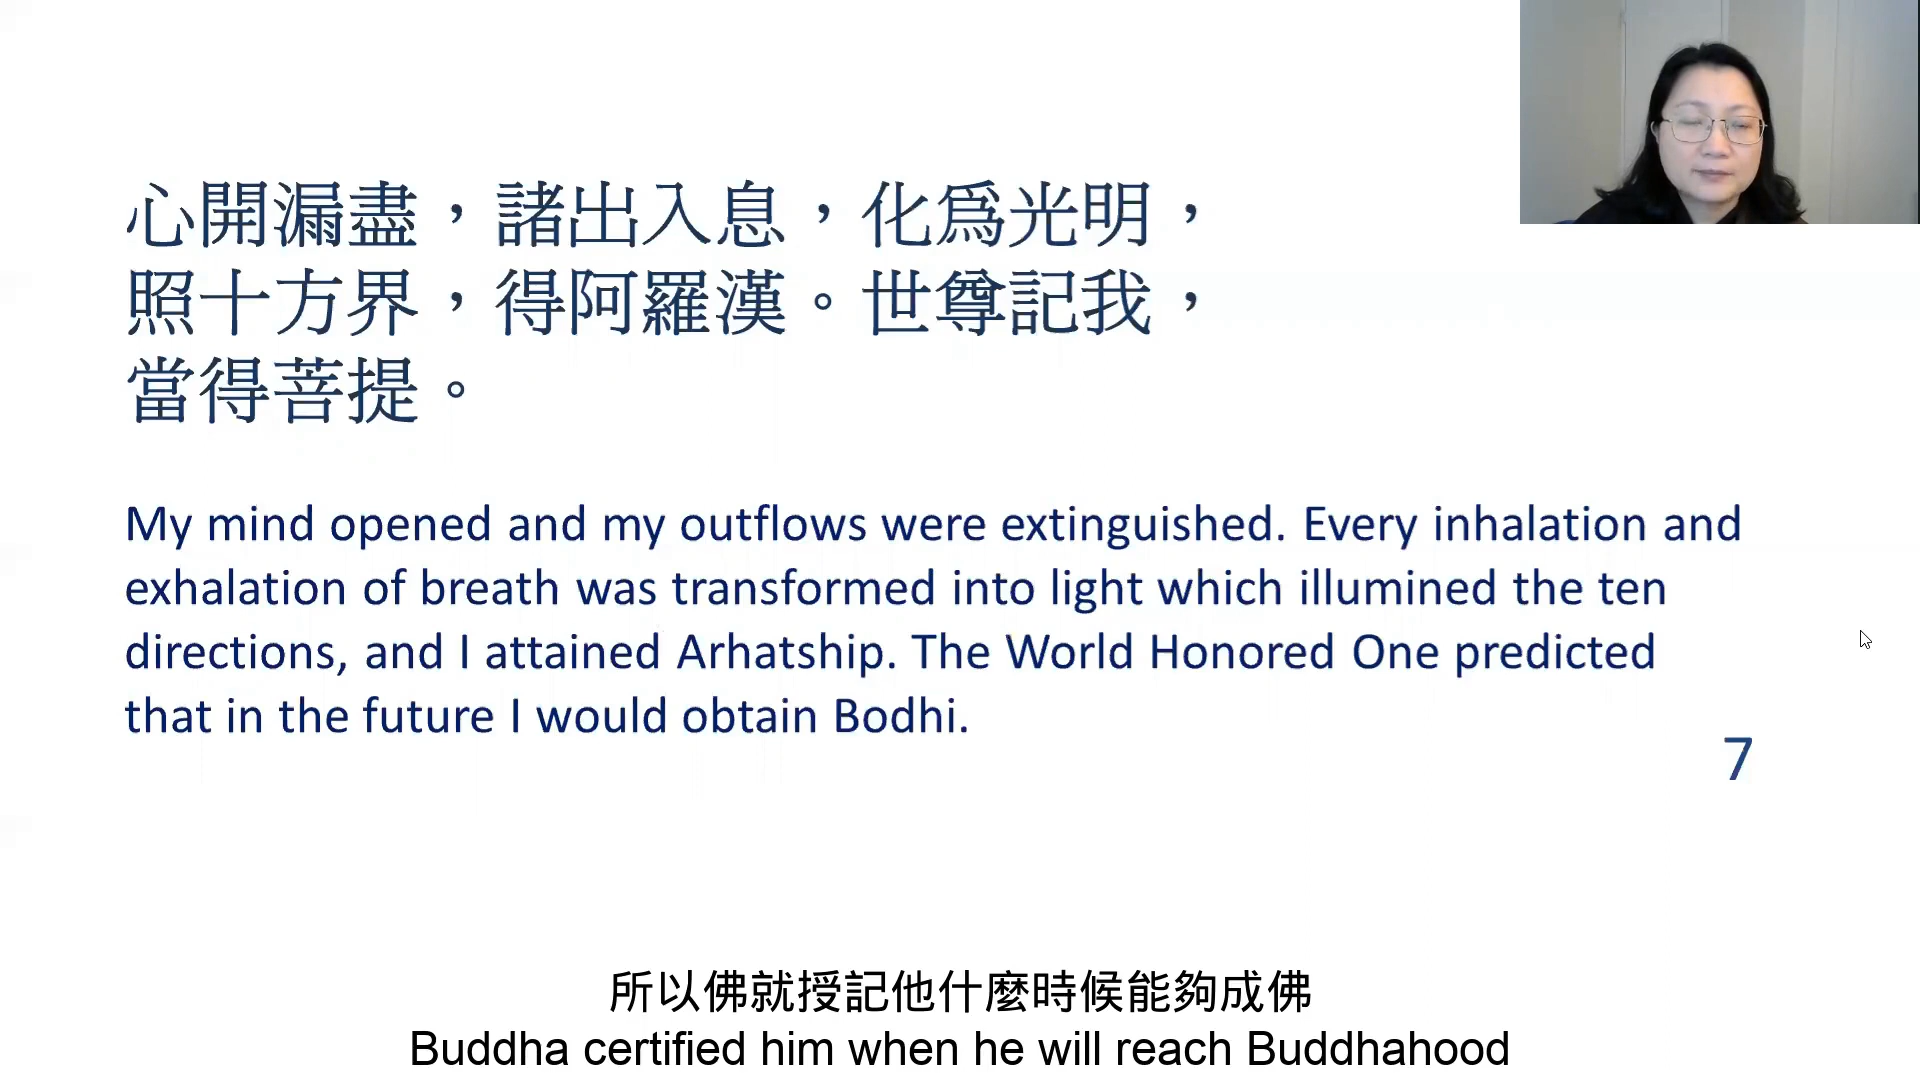 心開漏盡，諸出入息，化爲光明，
照十方界，得阿羅漢。世尊記我，
當得菩提。
My mind opened and my outflows were extinguished. Every inhalation and
exhalation of breath was transformed into light which illumined the ten
directions, and I attained Arhatship. The World Honored One predicted
that in the future I would obtain Bodhi.
7
所以佛就授記他什麼時候能夠成佛
Buddha certified him when he will reach Buddhahood